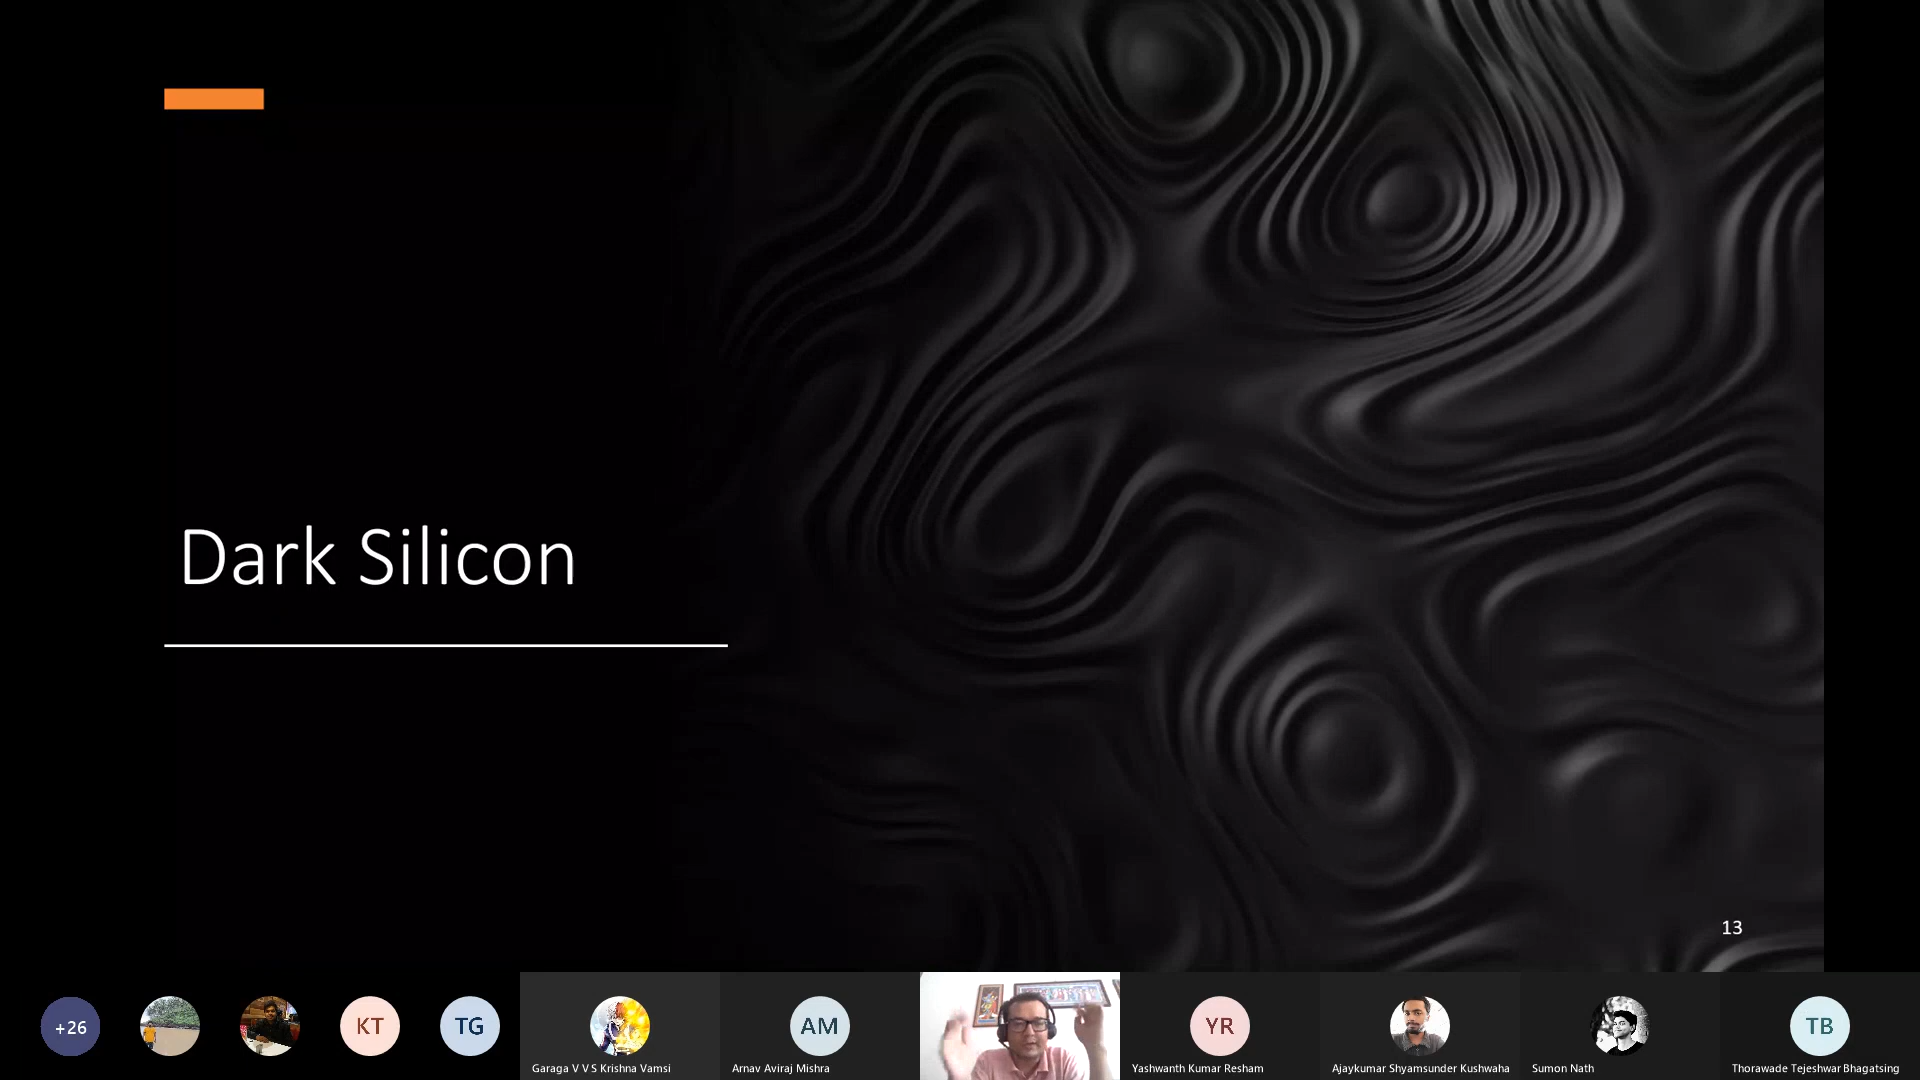 Dark Silicon
13
+26
KT
TG
Garaga V V S Krishna Vamsi
AM
Arnav Aviraj Mishra
YR
Yashwanth Kumar Resham
Ajaykumar Shyamsunder Kushwaha
Sumon Nath
TB
Thorawade Tejeshwar Bhagatsing